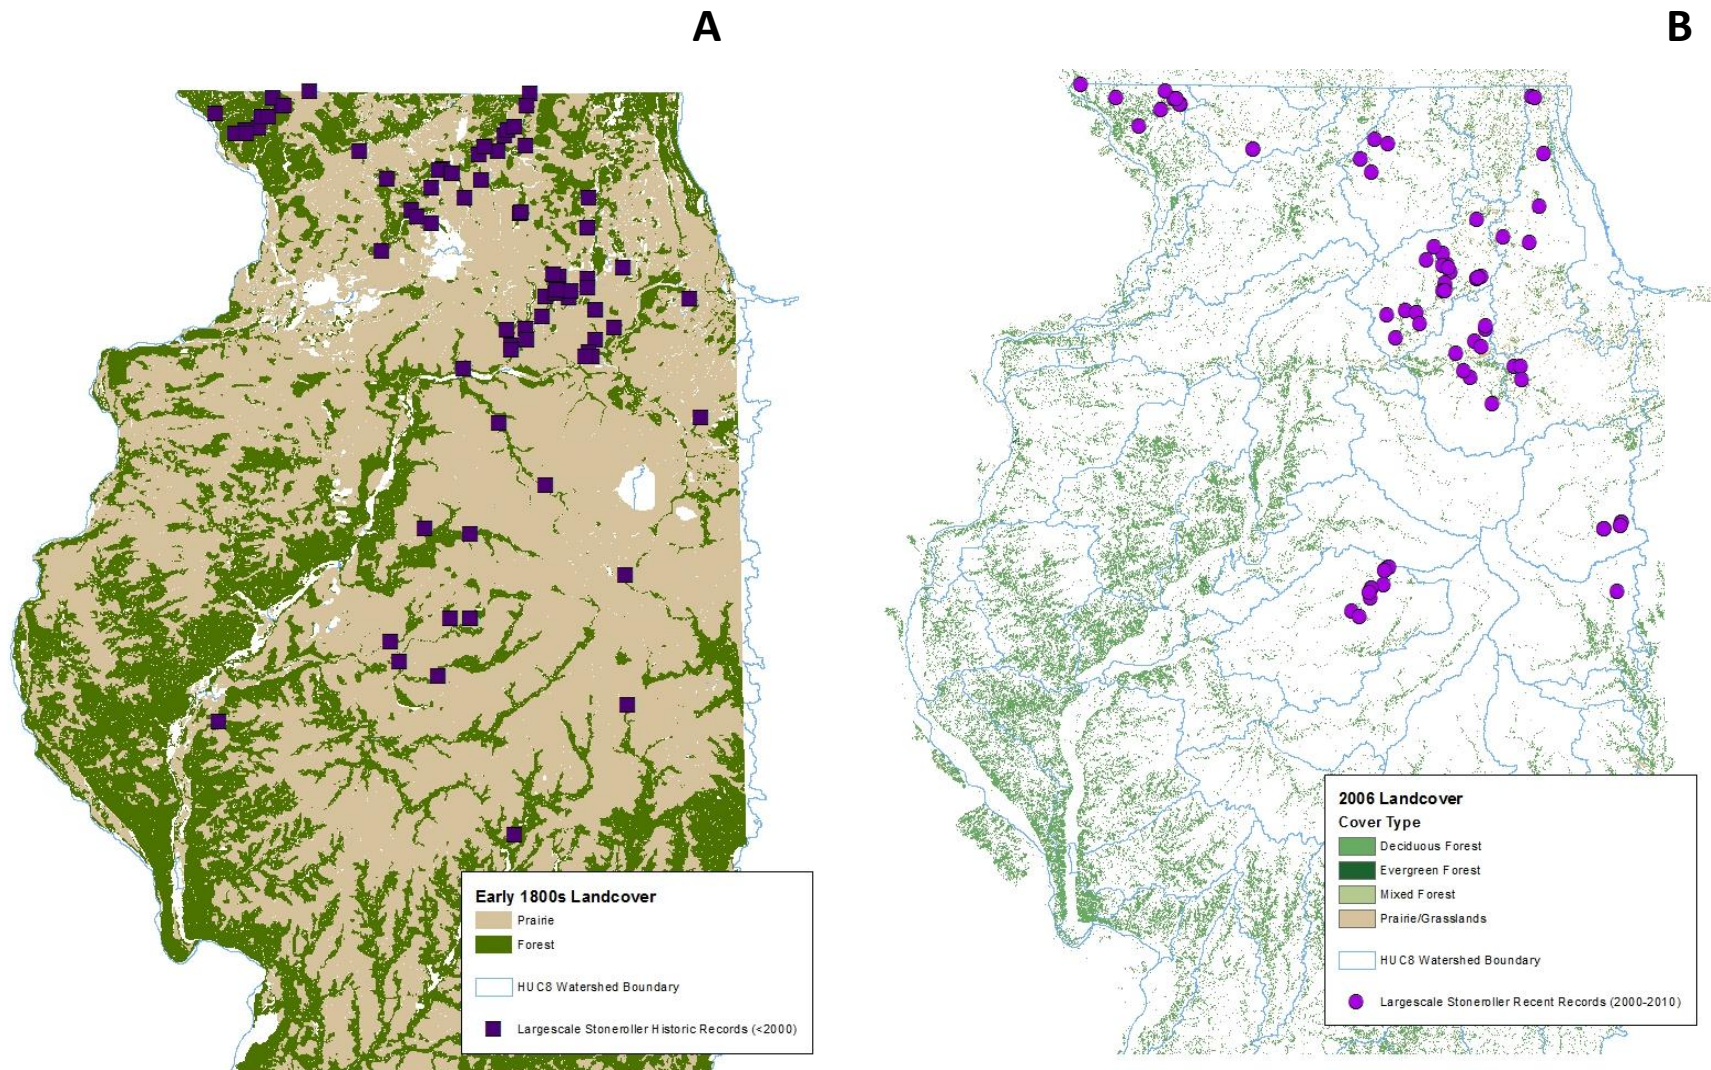 A
B
Early 1800s Landcover
Prairie
Forest
HUC8 Watershed Boundary
Largescale Stoneroller Historic Records (<2000)
2006 Landcover
Cover Type
Deciduous Forest
Evergreen Forest
Mixed Forest
Prairie/Grasslands
HUC8 Watershed Boundary
Largescale Stoneroller Recent Records (2000-2010)